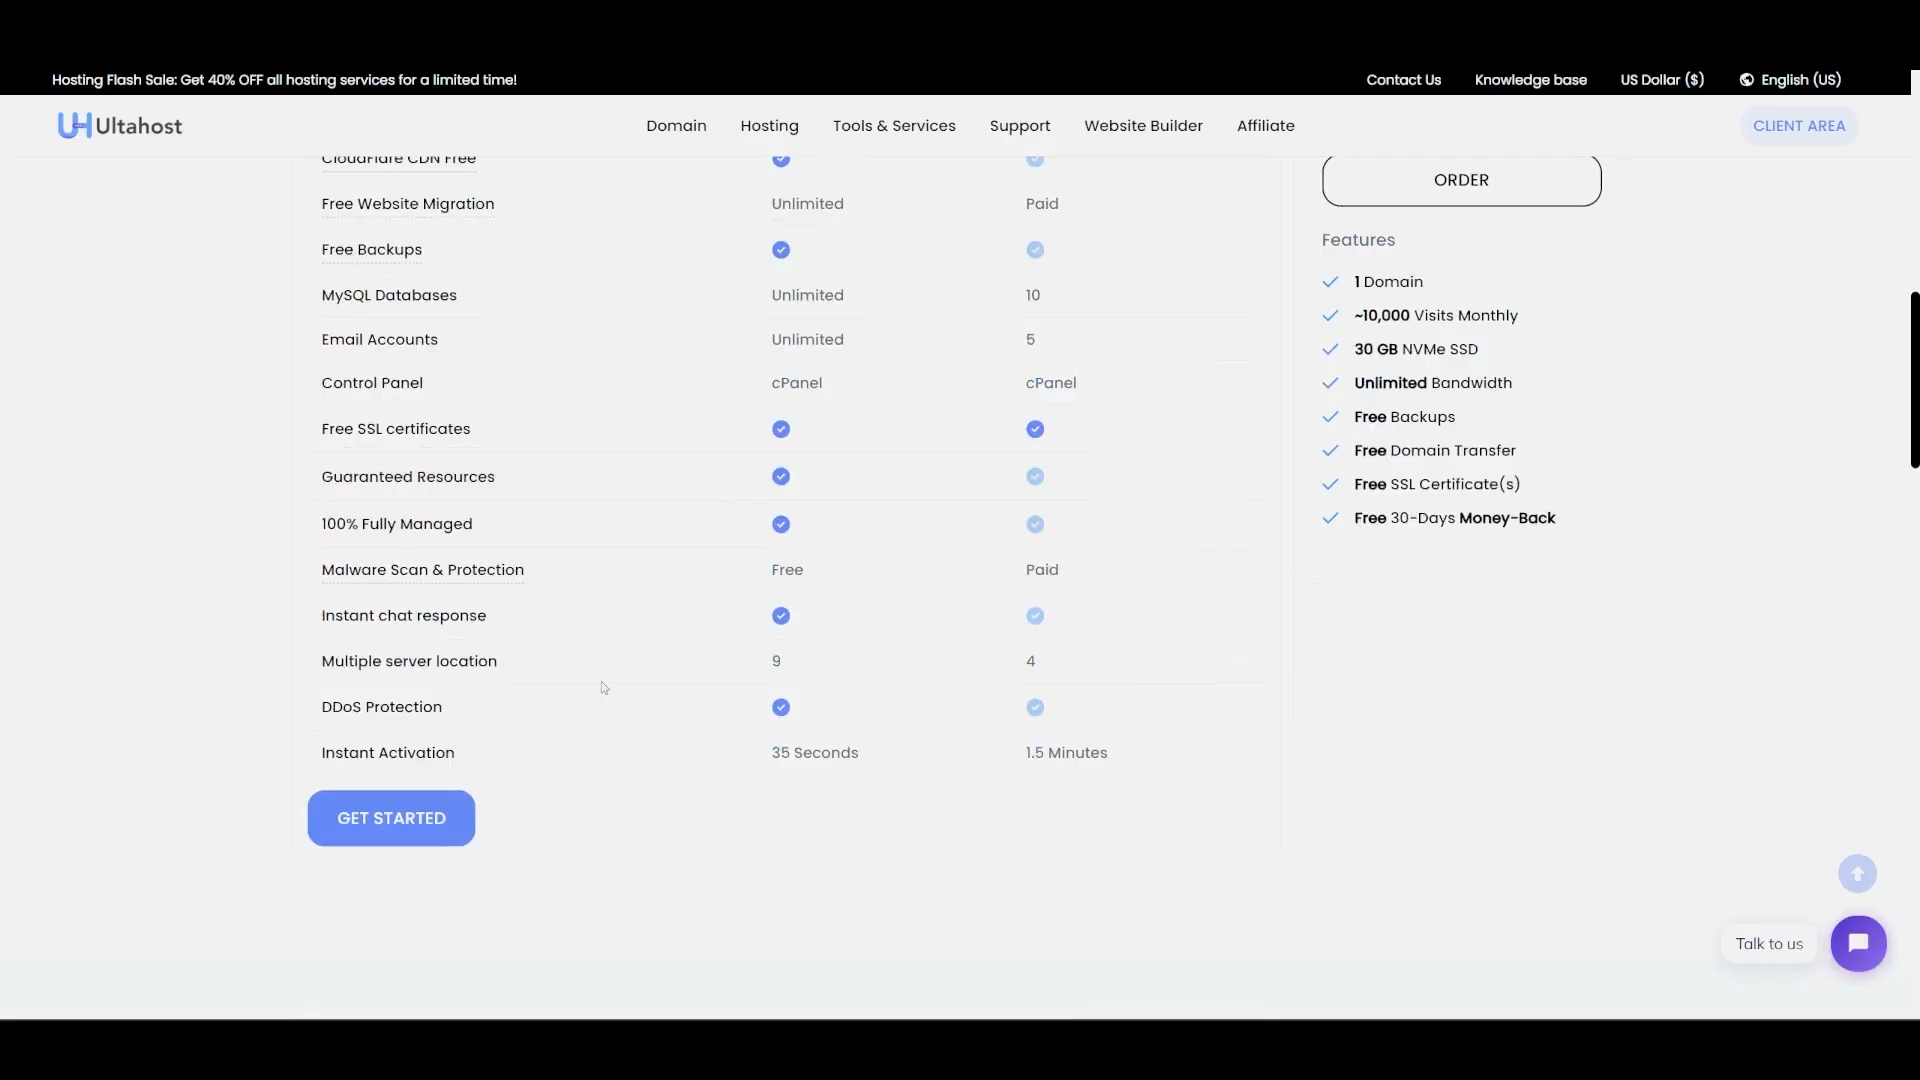 Hosting Flash Sale: Get 40% OFF all hosting services for a limited time!
Contact Us Knowledge base US Dollar ($) English (US)
Ultahost
Domain Hosting Tools & Services Support Website Builder Affiliate
CLIENT AREA
CloudFlare CDN Free
Free Website Migration Unlimited Paid
Free Backups
MySQL Databases Unlimited 10
Email Accounts Unlimited 5
Control Panel cPanel cPanel
Free SSL certificates
Guaranteed Resources
100% Fully Managed
Malware Scan & Protection Free Paid
Instant chat response
Multiple server location 9 4
DDoS Protection
Instant Activation 35 Seconds 1.5 Minutes
GET STARTED
ORDER
Features
1 Domain
~10,000 Visits Monthly
30 GB NVMe SSD
Unlimited Bandwidth
Free Backups
Free Domain Transfer
Free SSL Certificate(s)
Free 30-Days Money-Back
Talk to us